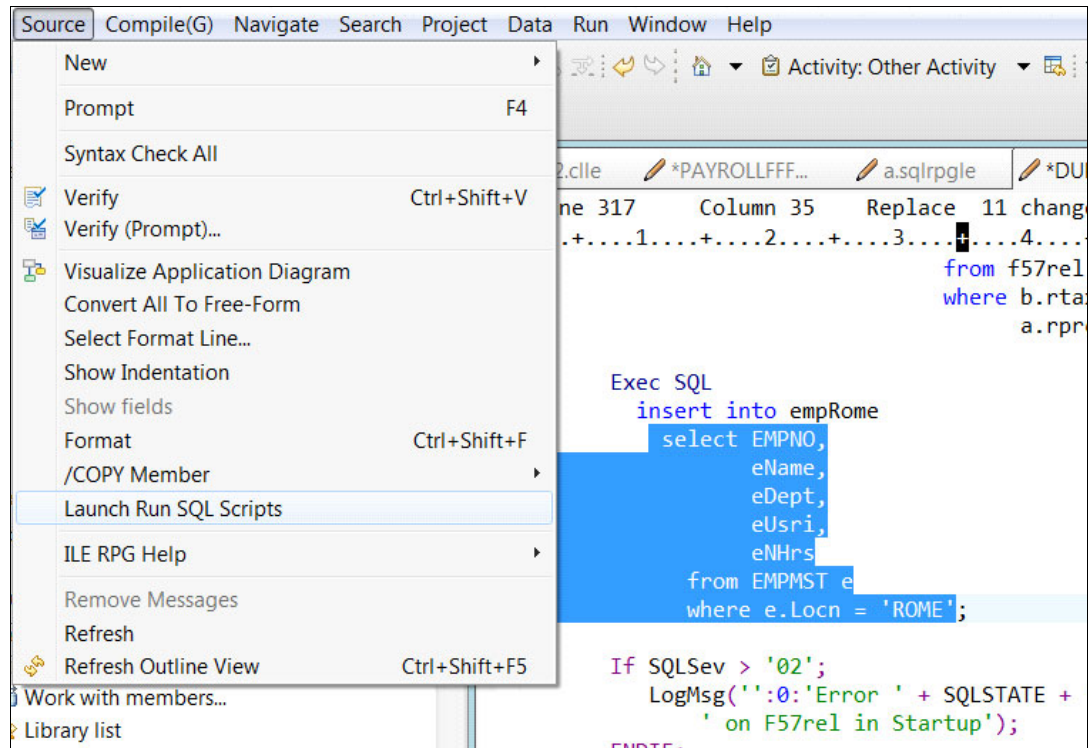 Source Compile(G) Navigate Search Project Data Run Window Help
New
Activity: Other Activity
Prompt F4
Syntax Check All
2.clle *PAYROLLFFF... a.sqlrpgle *DU
Verify Ctrl+Shift+V
Verify (Prompt)...
ne 317 Column 35 Replace 11 chang
.+....1....+....2....+....3....+....4....
Visualize Application Diagram
Convert All To Free-Form
Select Format Line...
Show Indentation
Show fields
Format Ctrl+Shift+F
/COPY Member
Launch Run SQL Scripts
ILE RPG Help
Remove Messages
Refresh
Refresh Outline View Ctrl+Shift+F5
Work with members...
Library list
from f57rel
where b.rta
a.rpr
Exec SQL
insert into empRome
select EMPNO,
eName,
eDept,
eUsri,
eNHrs
from EMPMST e
where e.Locn = 'ROME';
If SQLSev > '02';
LogMsg('':0:'Error ' + SQLSTATE +
' on F57rel in Startup');
ENDIF;